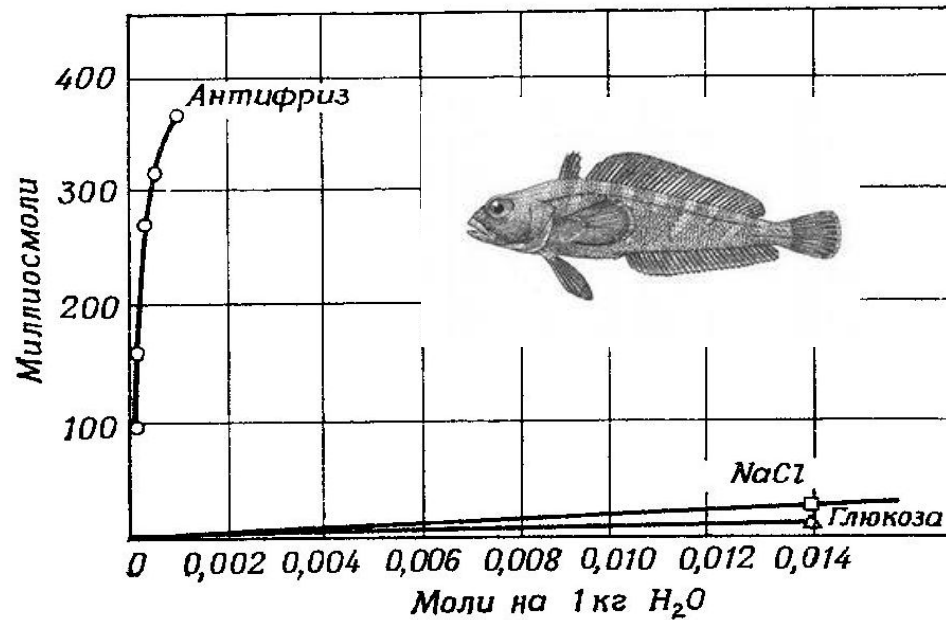 400
Антифриз
300
Миллиосмоли
200
100
NaCl
Глюкоза
0 0,002 0,004 0,006 0,008 0,010 0,012 0,014
Моли на 1 кг H₂O